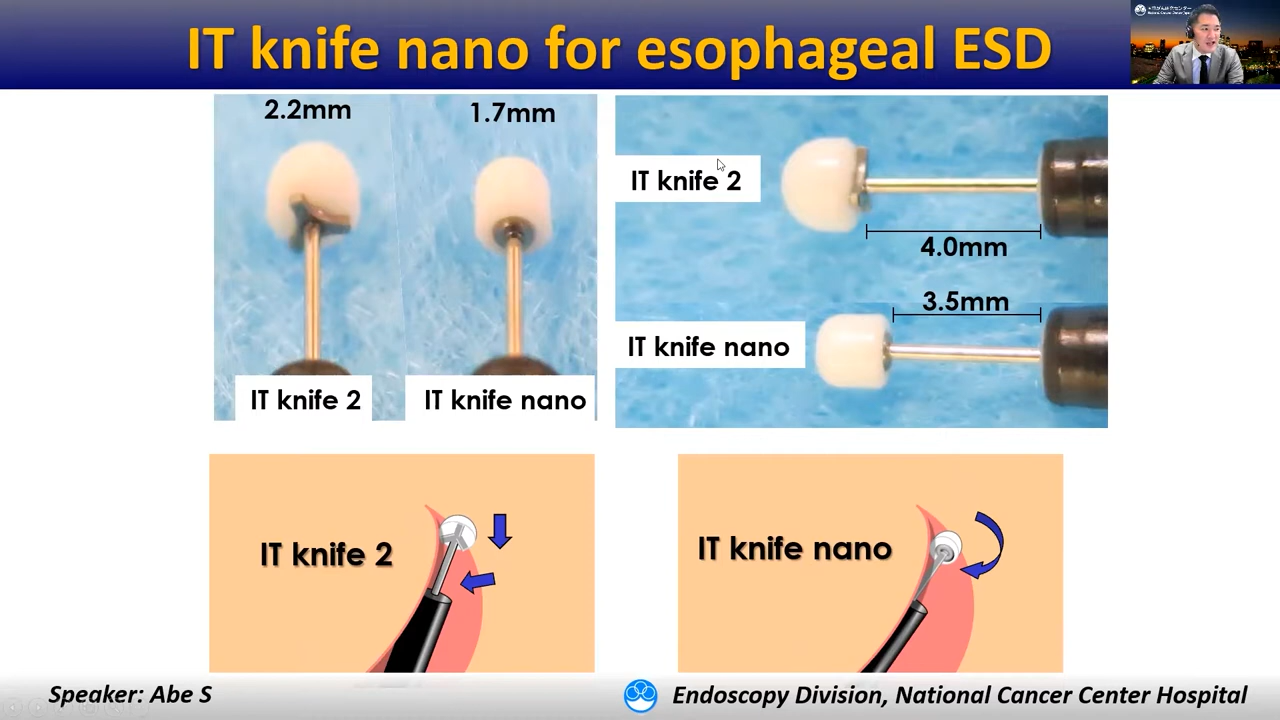 IT knife nano for esophageal ESD
2.2mm
1.7mm
IT knife 2
IT knife nano
IT knife 2
4.0mm
3.5mm
IT knife nano
IT knife 2
IT knife nano
Speaker: Abe S
Endoscopy Division, National Cancer Center Hospital